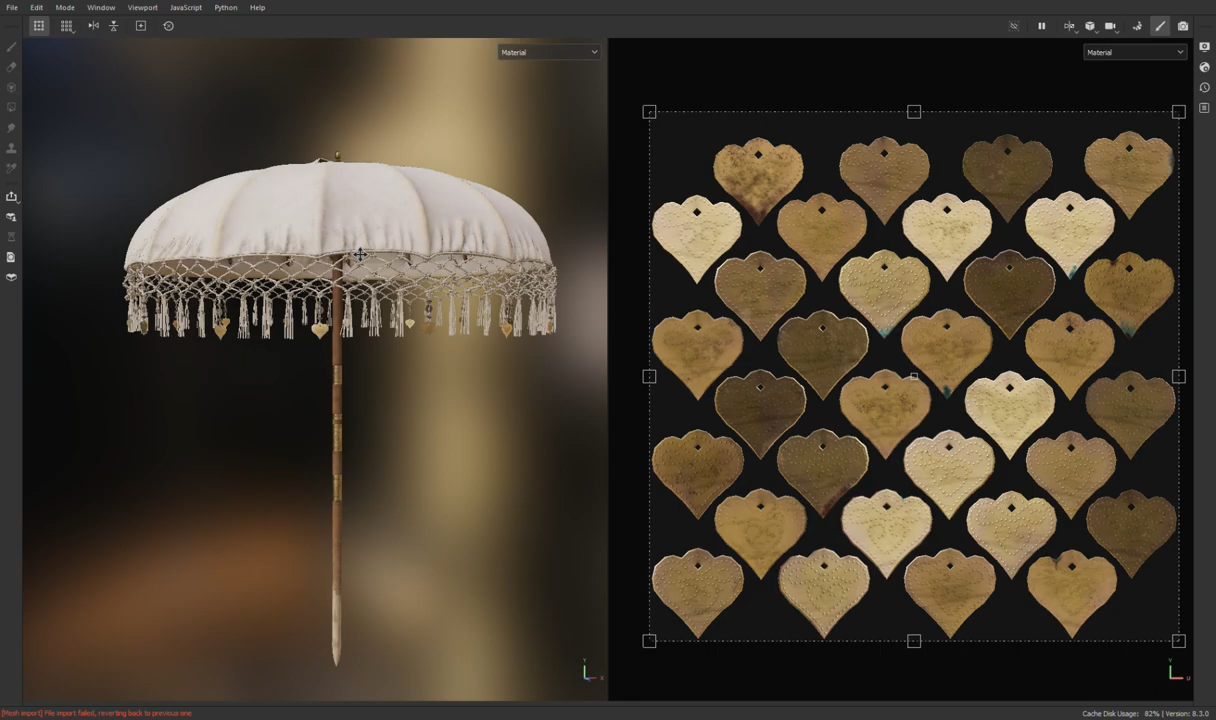 File Edit Mode Window Viewport JavaScript Python Help
Material
Material
Y
X
V
U
[Mesh import] File import failed, reverting back to previous one
Cache Disk Usage: 82% | Version: 8.3.0